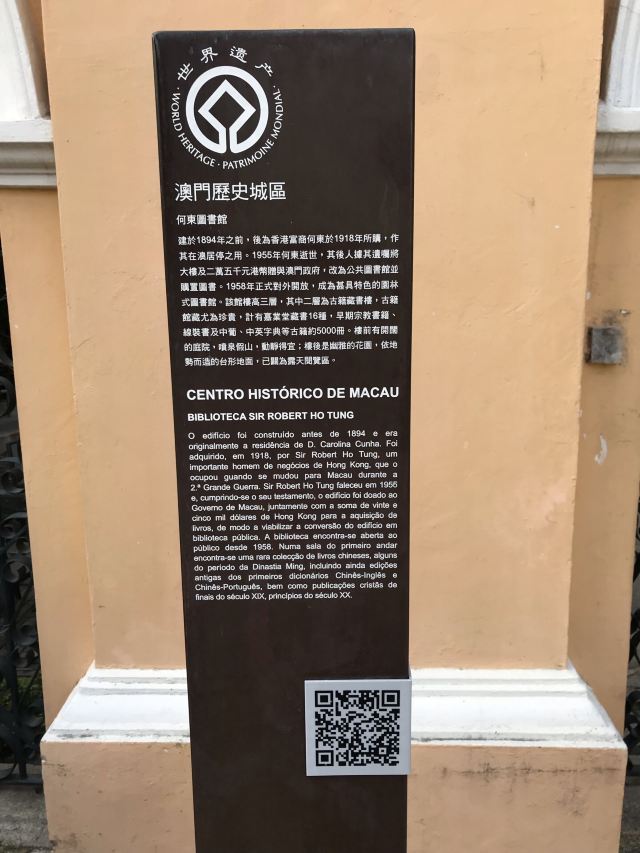 世界遗产
· WORLD HERITAGE · PATRIMOINE MONDIAL ·
澳門歷史城區
何東圖書館
建於1894年之前，後為香港富商何東於1918年所購，作
其在澳居停之用。1955年何東逝世，其後人據其遺囑將
大樓及二萬五千元港幣贈與澳門政府，改為公共圖書館並
購置圖書。1958年正式對外開放，成為甚具特色的園林
式圖書館。該館樓高三層，其中二層為古籍藏書樓，古籍
館藏尤為珍貴，計有嘉業堂藏書16種，早期宗教書籍、
線裝書及中葡、中英字典等古籍約5000冊。樓前有開闊
的庭院，噴泉假山，動靜得宜；樓後是幽雅的花園，依地
勢而造的台形地面，已闢為露天閱覽區。
CENTRO HISTÓRICO DE MACAU
BIBLIOTECA SIR ROBERT HO TUNG
O edifício foi construído antes de 1894 e era
originalmente a residência de D. Carolina Cunha. Foi
adquirido, em 1918, por Sir Robert Ho Tung, um
importante homem de negócios de Hong Kong, que o
ocupou guando se mudou para Macau durante a
2.ª Grande Guerra. Sir Robert Ho Tung faleceu em 1955
e, cumprindo-se o seu testamento, o edifício foi doado ao
Governo de Macau, juntamente com a soma de vinte e
cinco mil dólares de Hong Kong para a aquisição de
livros, de modo a viabilizar a conversão do edifício em
biblioteca pública. A biblioteca encontra-se aberta ao
público desde 1958. Numa sala do primeiro andar
encontra-se uma rara colecção de livros chineses, alguns
do período da Dinastia Ming, incluindo ainda edições
antigas dos primeiros dicionários Chinês-Inglês e
Chinês-Português, bem como publicações cristãs de
finais do século XIX, princípios do século XX.